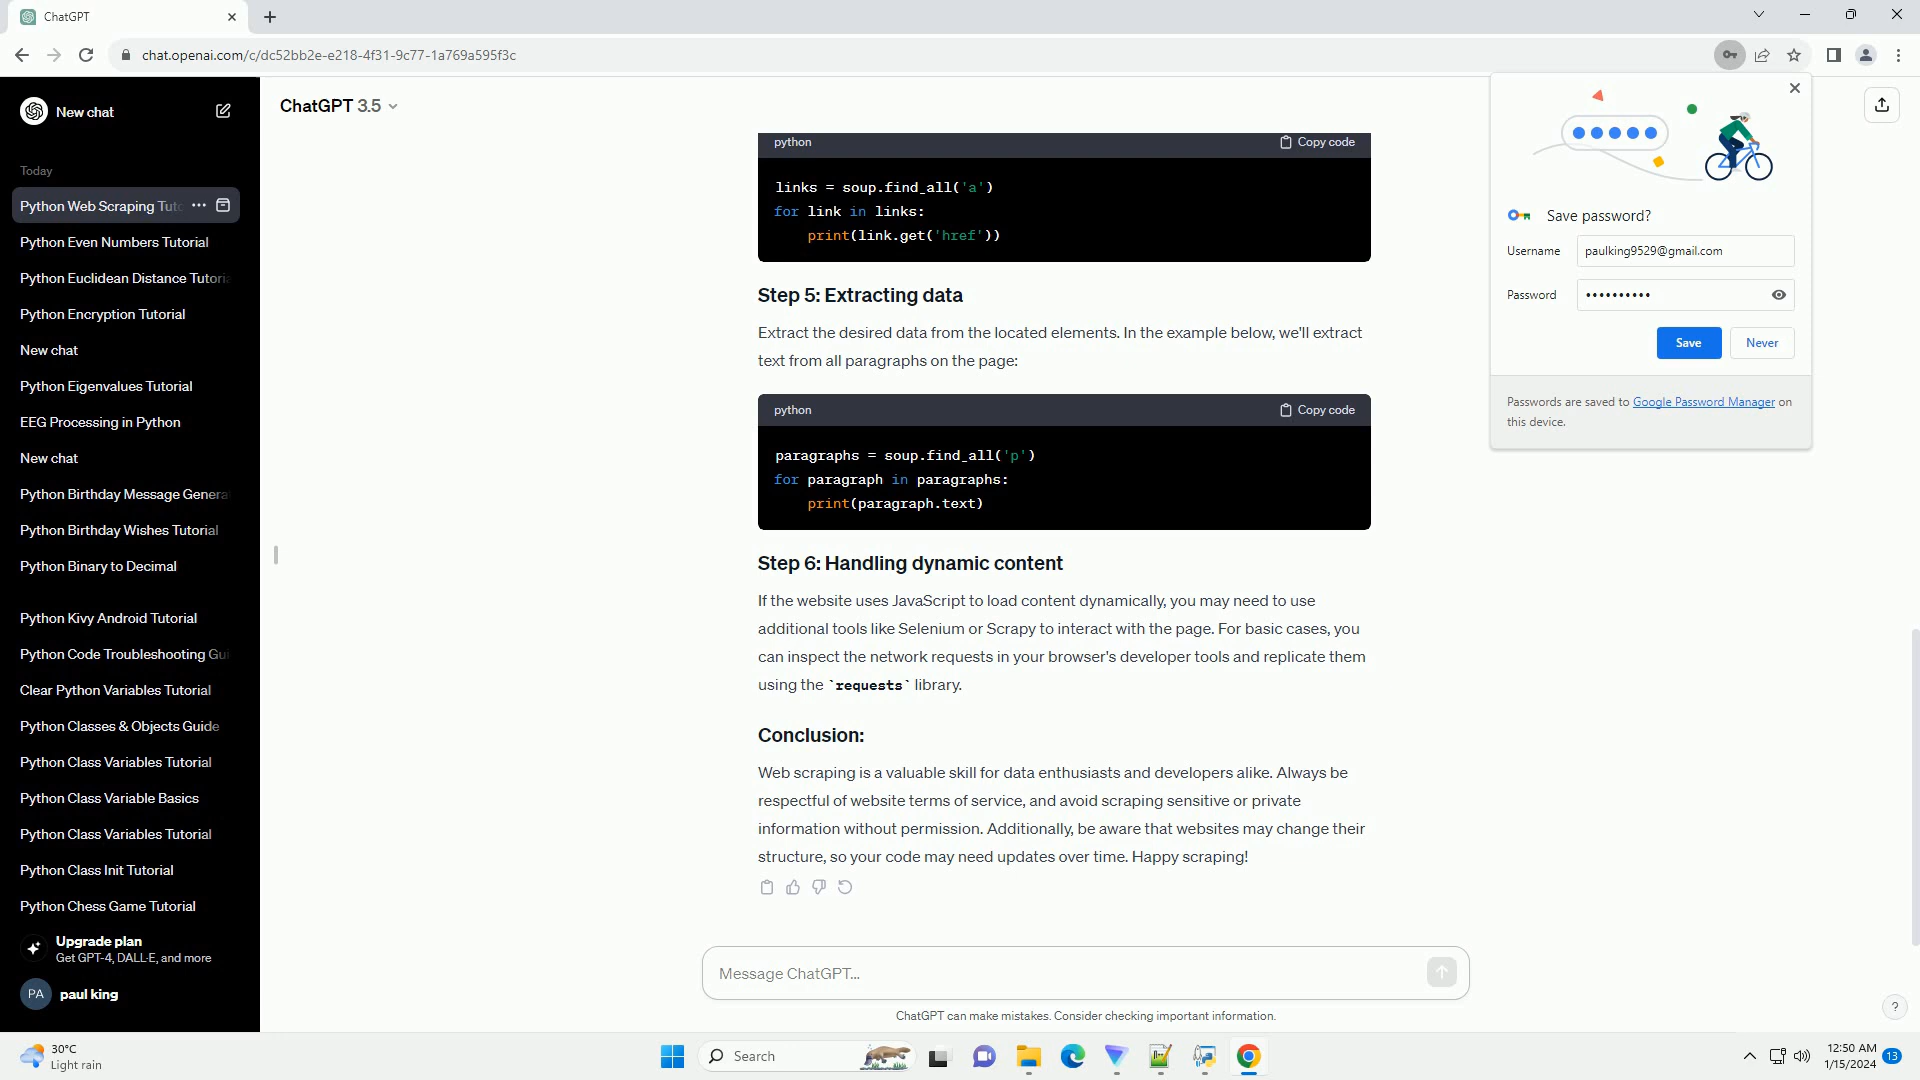 ChatGPT
chat.openai.com/c/dc52bb2e-e218-4f31-9c77-1a769a595f3c
New chat
Today
Python Web Scraping Tuto
Python Even Numbers Tutorial
Python Euclidean Distance Tutoria
Python Encryption Tutorial
New chat
Python Eigenvalues Tutorial
EEG Processing in Python
New chat
Python Birthday Message Genera
Python Birthday Wishes Tutorial
Python Binary to Decimal
Python Kivy Android Tutorial
Python Code Troubleshooting Gui
Clear Python Variables Tutorial
Python Classes & Objects Guide
Python Class Variables Tutorial
Python Class Variable Basics
Python Class Variables Tutorial
Python Class Init Tutorial
Python Chess Game Tutorial
Upgrade plan
Get GPT-4, DALL·E, and more
PA paul king
ChatGPT 3.5
python Copy code
links = soup.find_all('a')
for link in links:
    print(link.get('href'))
Step 5: Extracting data
Extract the desired data from the located elements. In the example below, we'll extract
text from all paragraphs on the page:
python Copy code
paragraphs = soup.find_all('p')
for paragraph in paragraphs:
    print(paragraph.text)
Step 6: Handling dynamic content
If the website uses JavaScript to load content dynamically, you may need to use
additional tools like Selenium or Scrapy to interact with the page. For basic cases, you
can inspect the network requests in your browser's developer tools and replicate them
using the `requests` library.
Conclusion:
Web scraping is a valuable skill for data enthusiasts and developers alike. Always be
respectful of website terms of service, and avoid scraping sensitive or private
information without permission. Additionally, be aware that websites may change their
structure, so your code may need updates over time. Happy scraping!
Message ChatGPT...
ChatGPT can make mistakes. Consider checking important information.
?
Save password?
Username paulking9529@gmail.com
Password ••••••••••
Save Never
Passwords are saved to Google Password Manager on
this device.
30°C
Light rain
Search
12:50 AM
1/15/2024
13